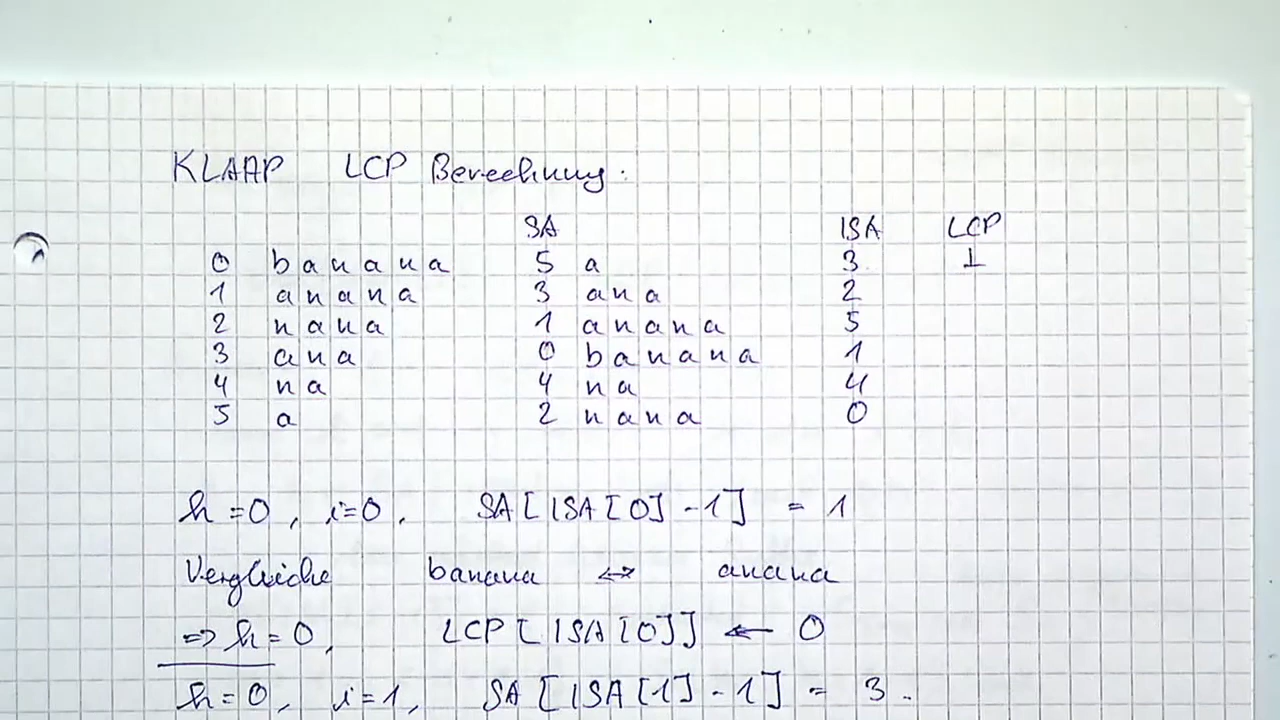 KLAAP LCP Berechnung:
SA ISA LCP
0 banana 5 a 3 ⊥
1 anana 3 ana 2
2 nana 1 anana 5
3 ana 0 banana 1
4 na 4 na 4
5 a 2 nana 0
h=0, i=0, SA[ISA[0]-1] = 1
Vergleiche banana ↔ anana
⇒ h=0, LCP[ISA[0]] ← 0
h=0, i=1, SA[ISA[1]-1] = 3.